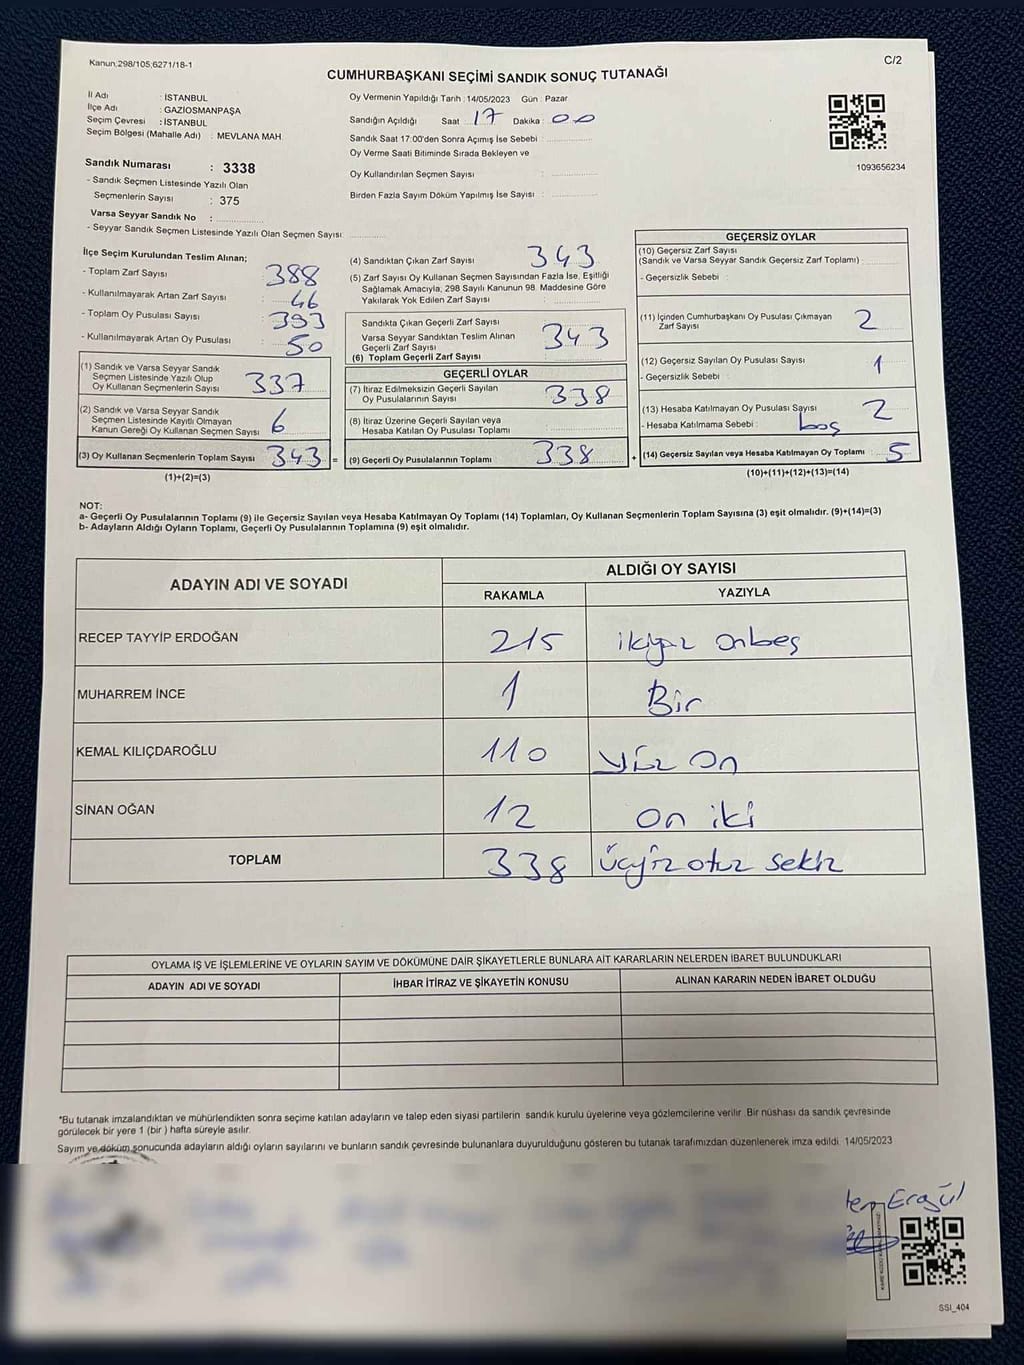 Kanun:298/105;6271/18-1
C/2
CUMHURBAŞKANI SEÇİMİ SANDIK SONUÇ TUTANAĞI
İl Adı : İSTANBUL
İlçe Adı : GAZİOSMANPAŞA
Seçim Çevresi : İSTANBUL
Seçim Bölgesi (Mahalle Adı) : MEVLANA MAH.
Sandık Numarası : 3338
- Sandık Seçmen Listesinde Yazılı Olan
Seçmenlerin Sayısı : 375
Varsa Seyyar Sandık No :
- Seyyar Sandık Seçmen Listesinde Yazılı Olan Seçmen Sayısı:
Oy Vermenin Yapıldığı Tarih :14/05/2023 Gün : Pazar
Sandığın Açıldığı Saat : 17 Dakika : 00
Sandık Saat 17:00'den Sonra Açımış İse Sebebi :
Oy Verme Saati Bitiminde Sırada Bekleyen ve
Oy Kullandırılan Seçmen Sayısı :
Birden Fazla Sayım Döküm Yapılmış İse Sayısı :
1093656234
İlçe Seçim Kurulundan Teslim Alınan;
- Toplam Zarf Sayısı : 388
- Kullanılmayarak Artan Zarf Sayısı : 46
- Toplam Oy Pusulası Sayısı : 393
- Kullanılmayarak Artan Oy Pusulası : 50
(1) Sandık ve Varsa Seyyar Sandık
Seçmen Listesinde Yazılı Olup
Oy Kullanan Seçmenlerin Sayısı : 337
(2) Sandık ve Varsa Seyyar Sandık
Seçmen Listesinde Kayıtlı Olmayan
Kanun Gereği Oy Kullanan Seçmen Sayısı : 6
(3) Oy Kullanan Seçmenlerin Toplam Sayısı : 343 =
(1)+(2)=(3)
(4) Sandıktan Çıkan Zarf Sayısı : 343
(5) Zarf Sayısı Oy Kullanan Seçmen Sayısından Fazla İse, Eşitliği
Sağlamak Amacıyla; 298 Sayılı Kanunun 98. Maddesine Göre
Yakılarak Yok Edilen Zarf Sayısı :
Sandıkta Çıkan Geçerli Zarf Sayısı
Varsa Seyyar Sandıktan Teslim Alınan
Geçerli Zarf Sayısı
(6) Toplam Geçerli Zarf Sayısı : 343
GEÇERLİ OYLAR
(7) İtiraz Edilmeksizin Geçerli Sayılan
Oy Pusulalarının Sayısı : 338
(8) İtiraz Üzerine Geçerli Sayılan veya
Hesaba Katılan Oy Pusulası Toplamı :
(9) Geçerli Oy Pusulalarının Toplamı : 338 +
GEÇERSİZ OYLAR
(10) Geçersiz Zarf Sayısı
(Sandık ve Varsa Seyyar Sandık Geçersiz Zarf Toplamı) :
- Geçersizlik Sebebi :
(11) İçinden Cumhurbaşkanı Oy Pusulası Çıkmayan
Zarf Sayısı : 2
(12) Geçersiz Sayılan Oy Pusulası Sayısı : 1
- Geçersizlik Sebebi :
(13) Hesaba Katılmayan Oy Pusulası Sayısı : 2
- Hesaba Katılmama Sebebi : boş
(14) Geçersiz Sayılan veya Hesaba Katılmayan Oy Toplamı : 5
(10)+(11)+(12)+(13)=(14)
NOT:
a- Geçerli Oy Pusulalarının Toplamı (9) ile Geçersiz Sayılan veya Hesaba Katılmayan Oy Toplamı (14) Toplamları, Oy Kullanan Seçmenlerin Toplam Sayısına (3) eşit olmalıdır. (9)+(14)=(3)
b- Adayların Aldığı Oyların Toplamı, Geçerli Oy Pusulalarının Toplamına (9) eşit olmalıdır.
ADAYIN ADI VE SOYADI
ALDIĞI OY SAYISI
RAKAMLA YAZIYLA
RECEP TAYYİP ERDOĞAN 215 ikiyüz onbeş
MUHARREM İNCE 1 Bir
KEMAL KILIÇDAROĞLU 110 yüz on
SİNAN OĞAN 12 on iki
TOPLAM 338 üçyüz otuz sekiz
OYLAMA İŞ VE İŞLEMLERİNE VE OYLARIN SAYIM VE DÖKÜMÜNE DAİR ŞİKAYETLERLE BUNLARA AİT KARARLARIN NELERDEN İBARET BULUNDUKLARI
ADAYIN ADI VE SOYADI İHBAR İTİRAZ VE ŞİKAYETİN KONUSU ALINAN KARARIN NEDEN İBARET OLDUĞU
*Bu tutanak imzalandıktan ve mühürlendikten sonra seçime katılan adayların ve talep eden siyasi partilerin sandık kurulu üyelerine veya gözlemcilerine verilir. Bir nüshası da sandık çevresinde
görülecek bir yere 1 (bir) hafta süreyle asılır.
Sayım ve döküm sonucunda adayların aldığı oyların sayılarını ve bunların sandık çevresinde bulunanlara duyurulduğunu gösteren bu tutanak tarafımızdan düzenlenerek imza edildi. 14/05/2023
Ergül
SSI_404